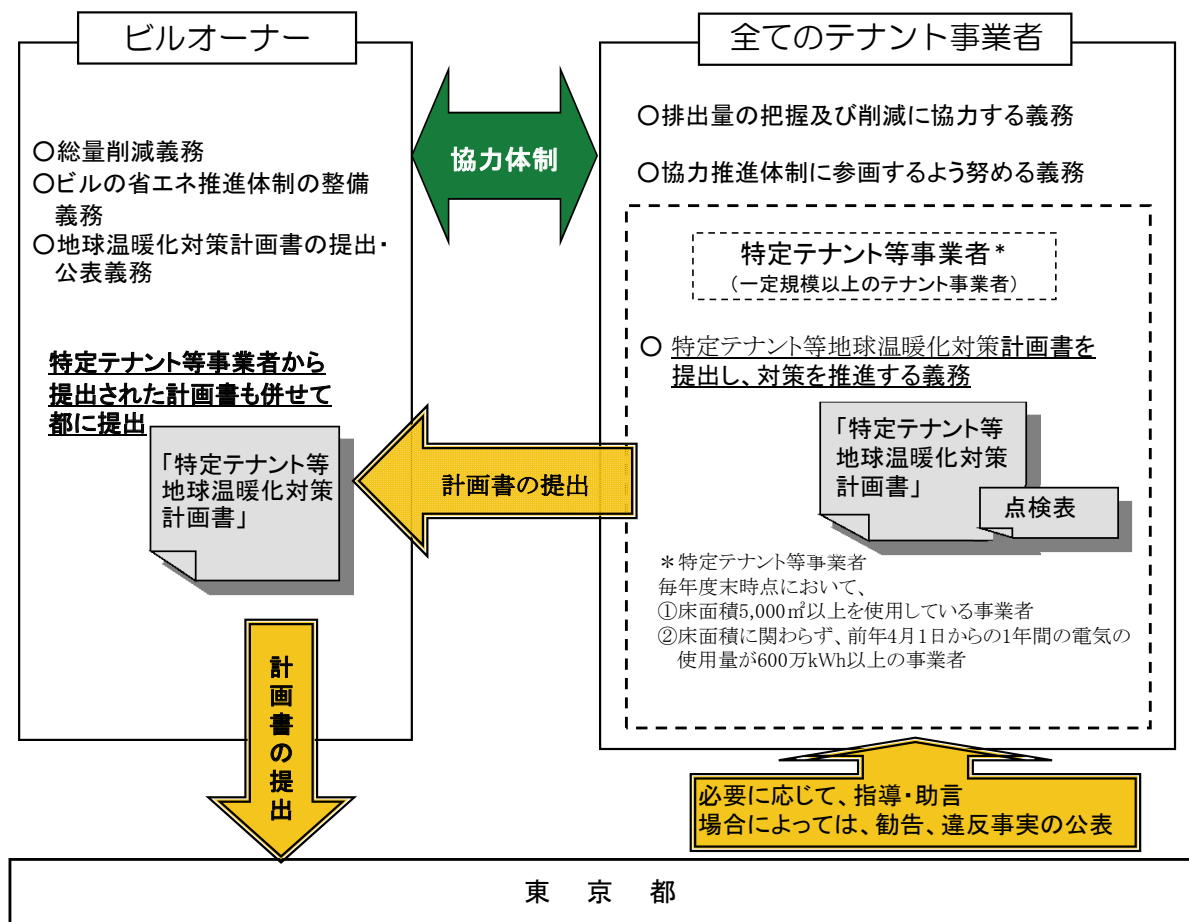 ビルオーナー
〇総量削減義務
〇ビルの省エネ推進体制の整備
義務
〇地球温暖化対策計画書の提出・
公表義務
特定テナント等事業者から
提出された計画書も併せて
都に提出
「特定テナント等
地球温暖化対策
計画書」
協力体制
全てのテナント事業者
〇排出量の把握及び削減に協力する義務
〇協力推進体制に参画するよう努める義務
特定テナント等事業者*
(一定規模以上のテナント事業者)
〇 特定テナント等地球温暖化対策計画書を
提出し、対策を推進する義務
「特定テナント等
地球温暖化対策
計画書」
点検表
計画書の提出
*特定テナント等事業者
毎年度末時点において、
①床面積5,000㎡以上を使用している事業者
②床面積に関わらず、前年4月1日からの1年間の電気の
使用量が600万kWh以上の事業者
計画書の提出
必要に応じて、指導・助言
場合によっては、勧告、違反事実の公表
東 京 都